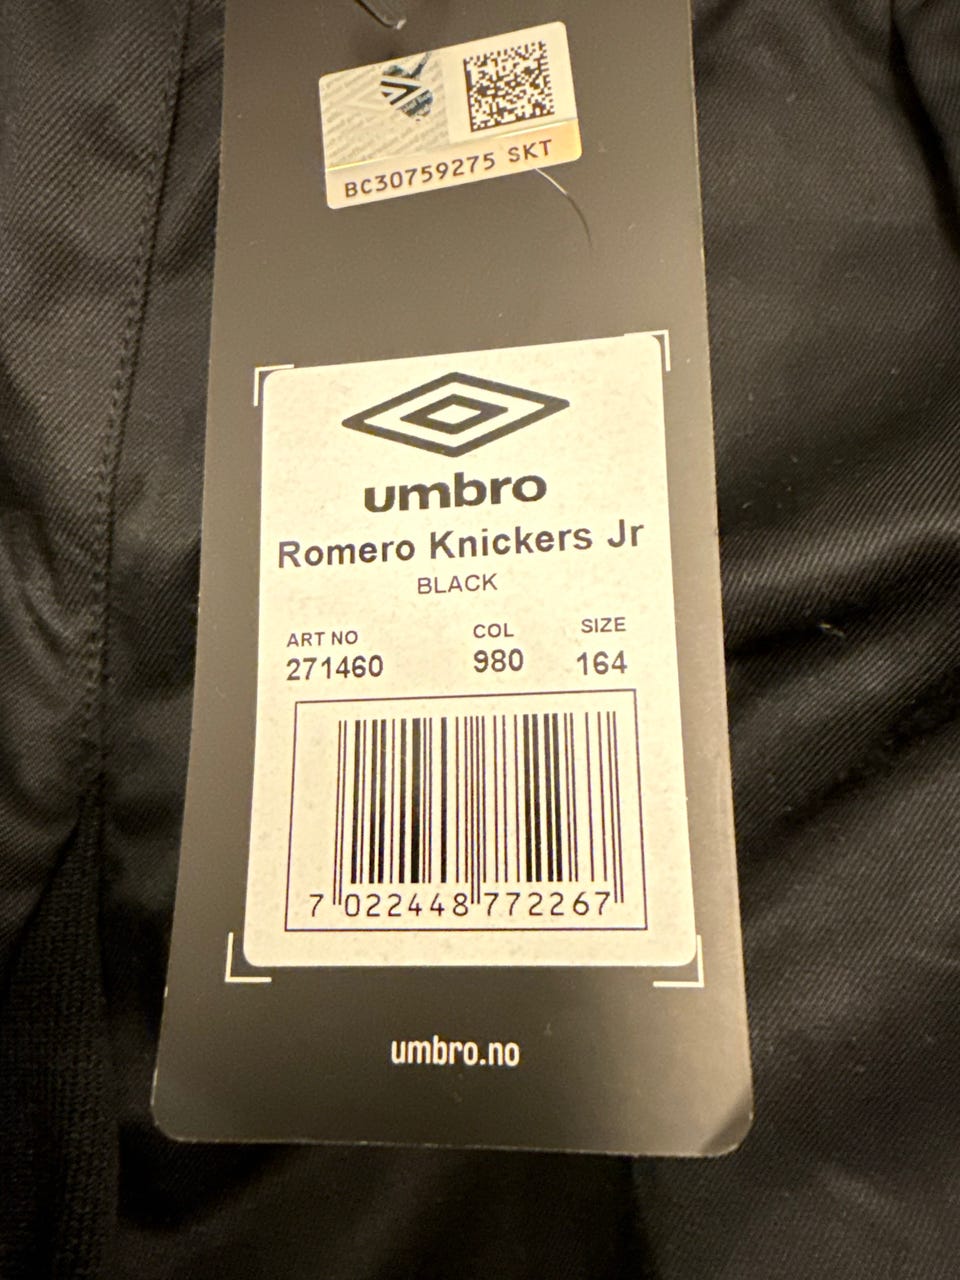 BC30759275 SKT
umbro
Romero Knickers Jr
BLACK
ART NO COL SIZE
271460 980 164
7 022448 772267
umbro.no